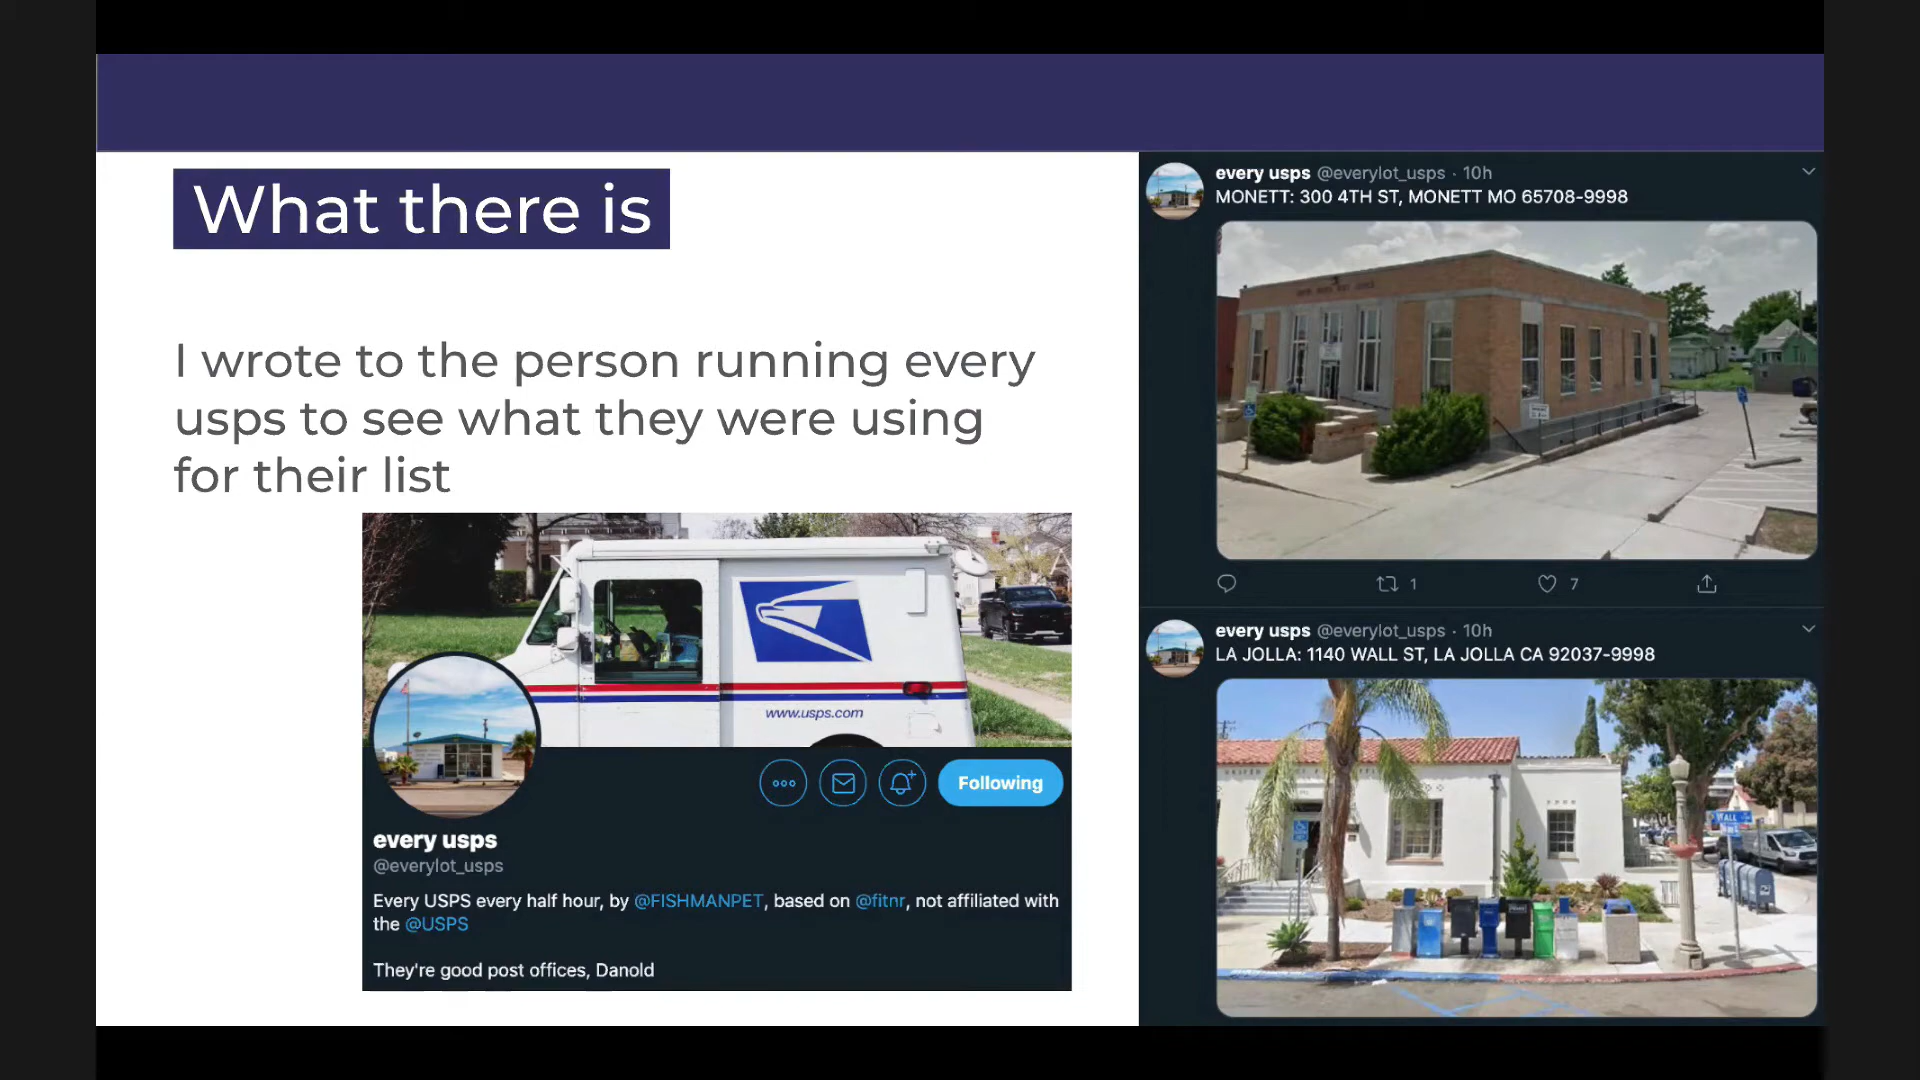 What there is
I wrote to the person running every
usps to see what they were using
for their list
www.usps.com
Following
every usps
@everylot_usps
Every USPS every half hour, by @FISHMANPET, based on @fitnr, not affiliated with
the @USPS
They're good post offices, Danold
every usps @everylot_usps · 10h
MONETT: 300 4TH ST, MONETT MO 65708-9998
1 7
every usps @everylot_usps · 10h
LA JOLLA: 1140 WALL ST, LA JOLLA CA 92037-9998
WALL